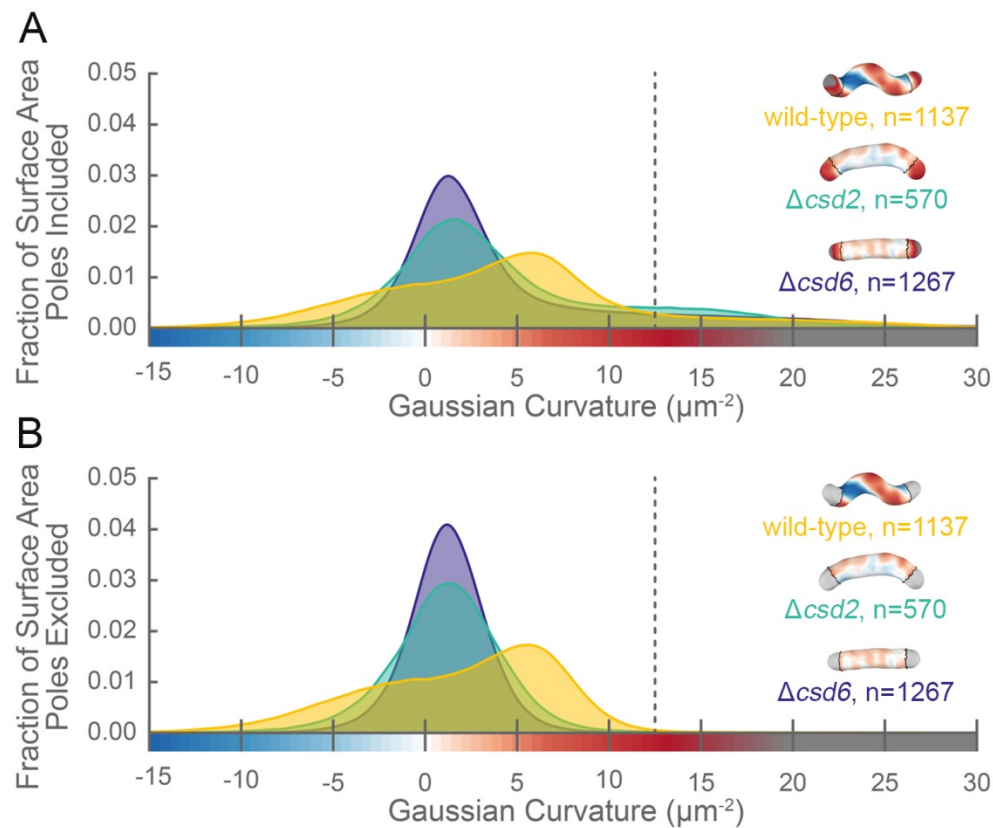 A
Fraction of Surface Area
Poles Included
0.05
0.04
0.03
0.02
0.01
0.00
wild-type, n=1137
Δcsd2, n=570
Δcsd6, n=1267
-15 -10 -5 0 5 10 15 20 25 30
Gaussian Curvature (µm⁻²)
B
Fraction of Surface Area
Poles Excluded
0.05
0.04
0.03
0.02
0.01
0.00
wild-type, n=1137
Δcsd2, n=570
Δcsd6, n=1267
-15 -10 -5 0 5 10 15 20 25 30
Gaussian Curvature (µm⁻²)